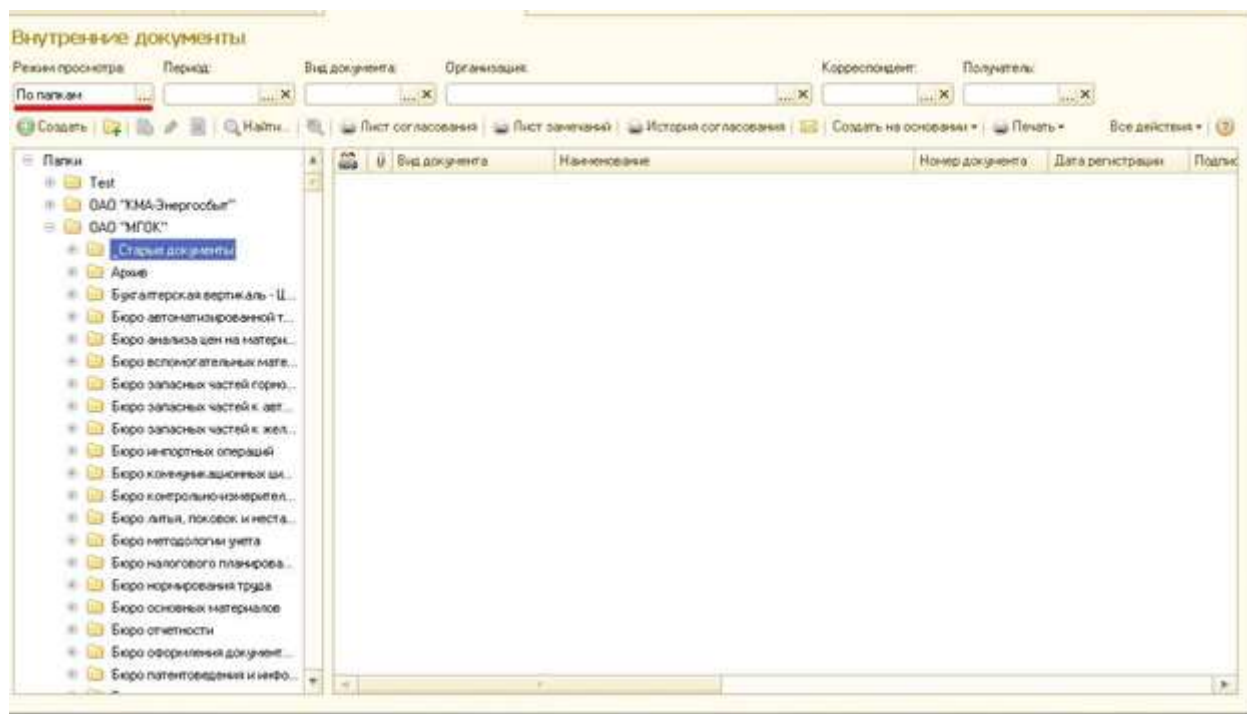 Внутренние документы
Режим просмотра: Период: Вид документа: Организация: Корреспондент: Получатель:
По папкам
Создать Найти... Лист согласования Лист замечаний История согласования Создать на основании Печать Все действия
Папки Вид документа Наименование Номер документа Дата регистрации Подпис
Test
ОАО "КМА-Энергосбыт"
ОАО "МГОК"
_Старые документы
Архив
Бухгалтерская вертикаль - Ц...
Бюро автоматизированной т...
Бюро анализа цен на матери...
Бюро вспомогательных мате...
Бюро запасных частей горно...
Бюро запасных частей к авт...
Бюро запасных частей к жел...
Бюро импортных операций
Бюро коммуникационных ши...
Бюро контрольно-измерител...
Бюро литья, поковок и неста...
Бюро методологии учета
Бюро налогового планирова...
Бюро нормирования труда
Бюро основных материалов
Бюро отчетности
Бюро оформления документ...
Бюро патентоведения и инфо...